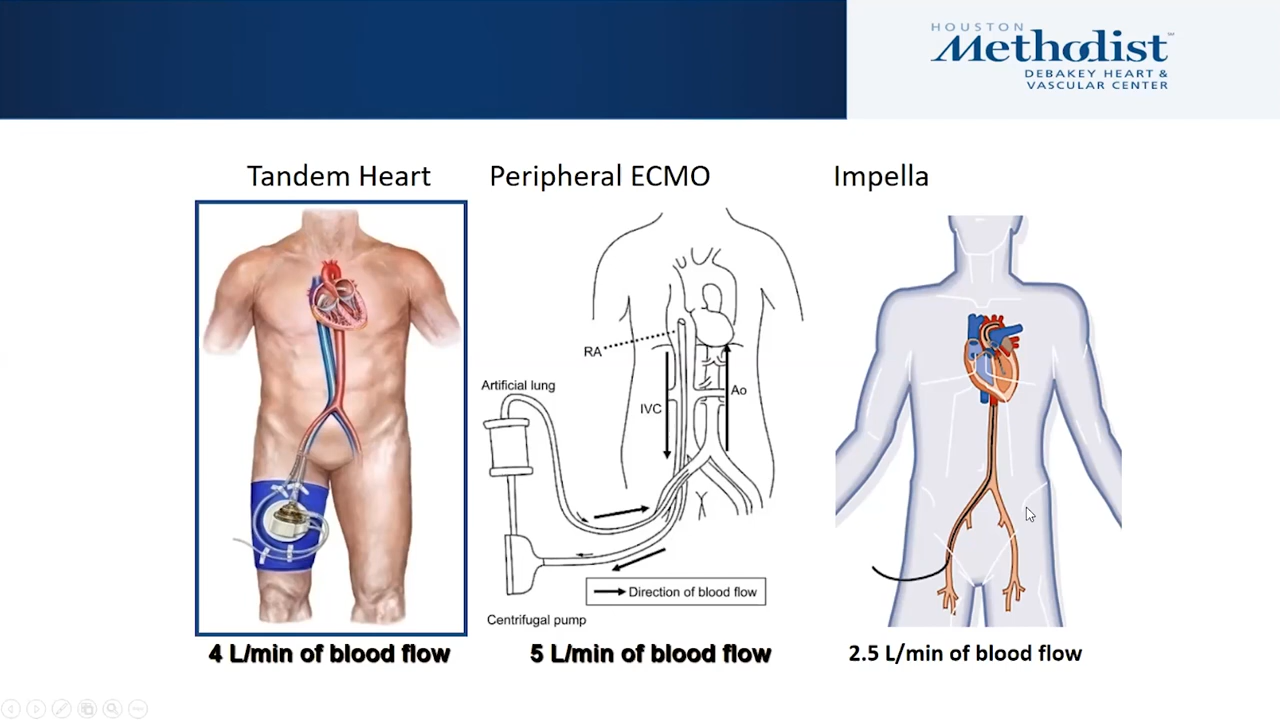 HOUSTON
Methodist
DEBAKEY HEART &
VASCULAR CENTER
Tandem Heart
Peripheral ECMO
Impella
RA
Artificial lung
IVC
Ao
Direction of blood flow
Centrifugal pump
4 L/min of blood flow
5 L/min of blood flow
2.5 L/min of blood flow